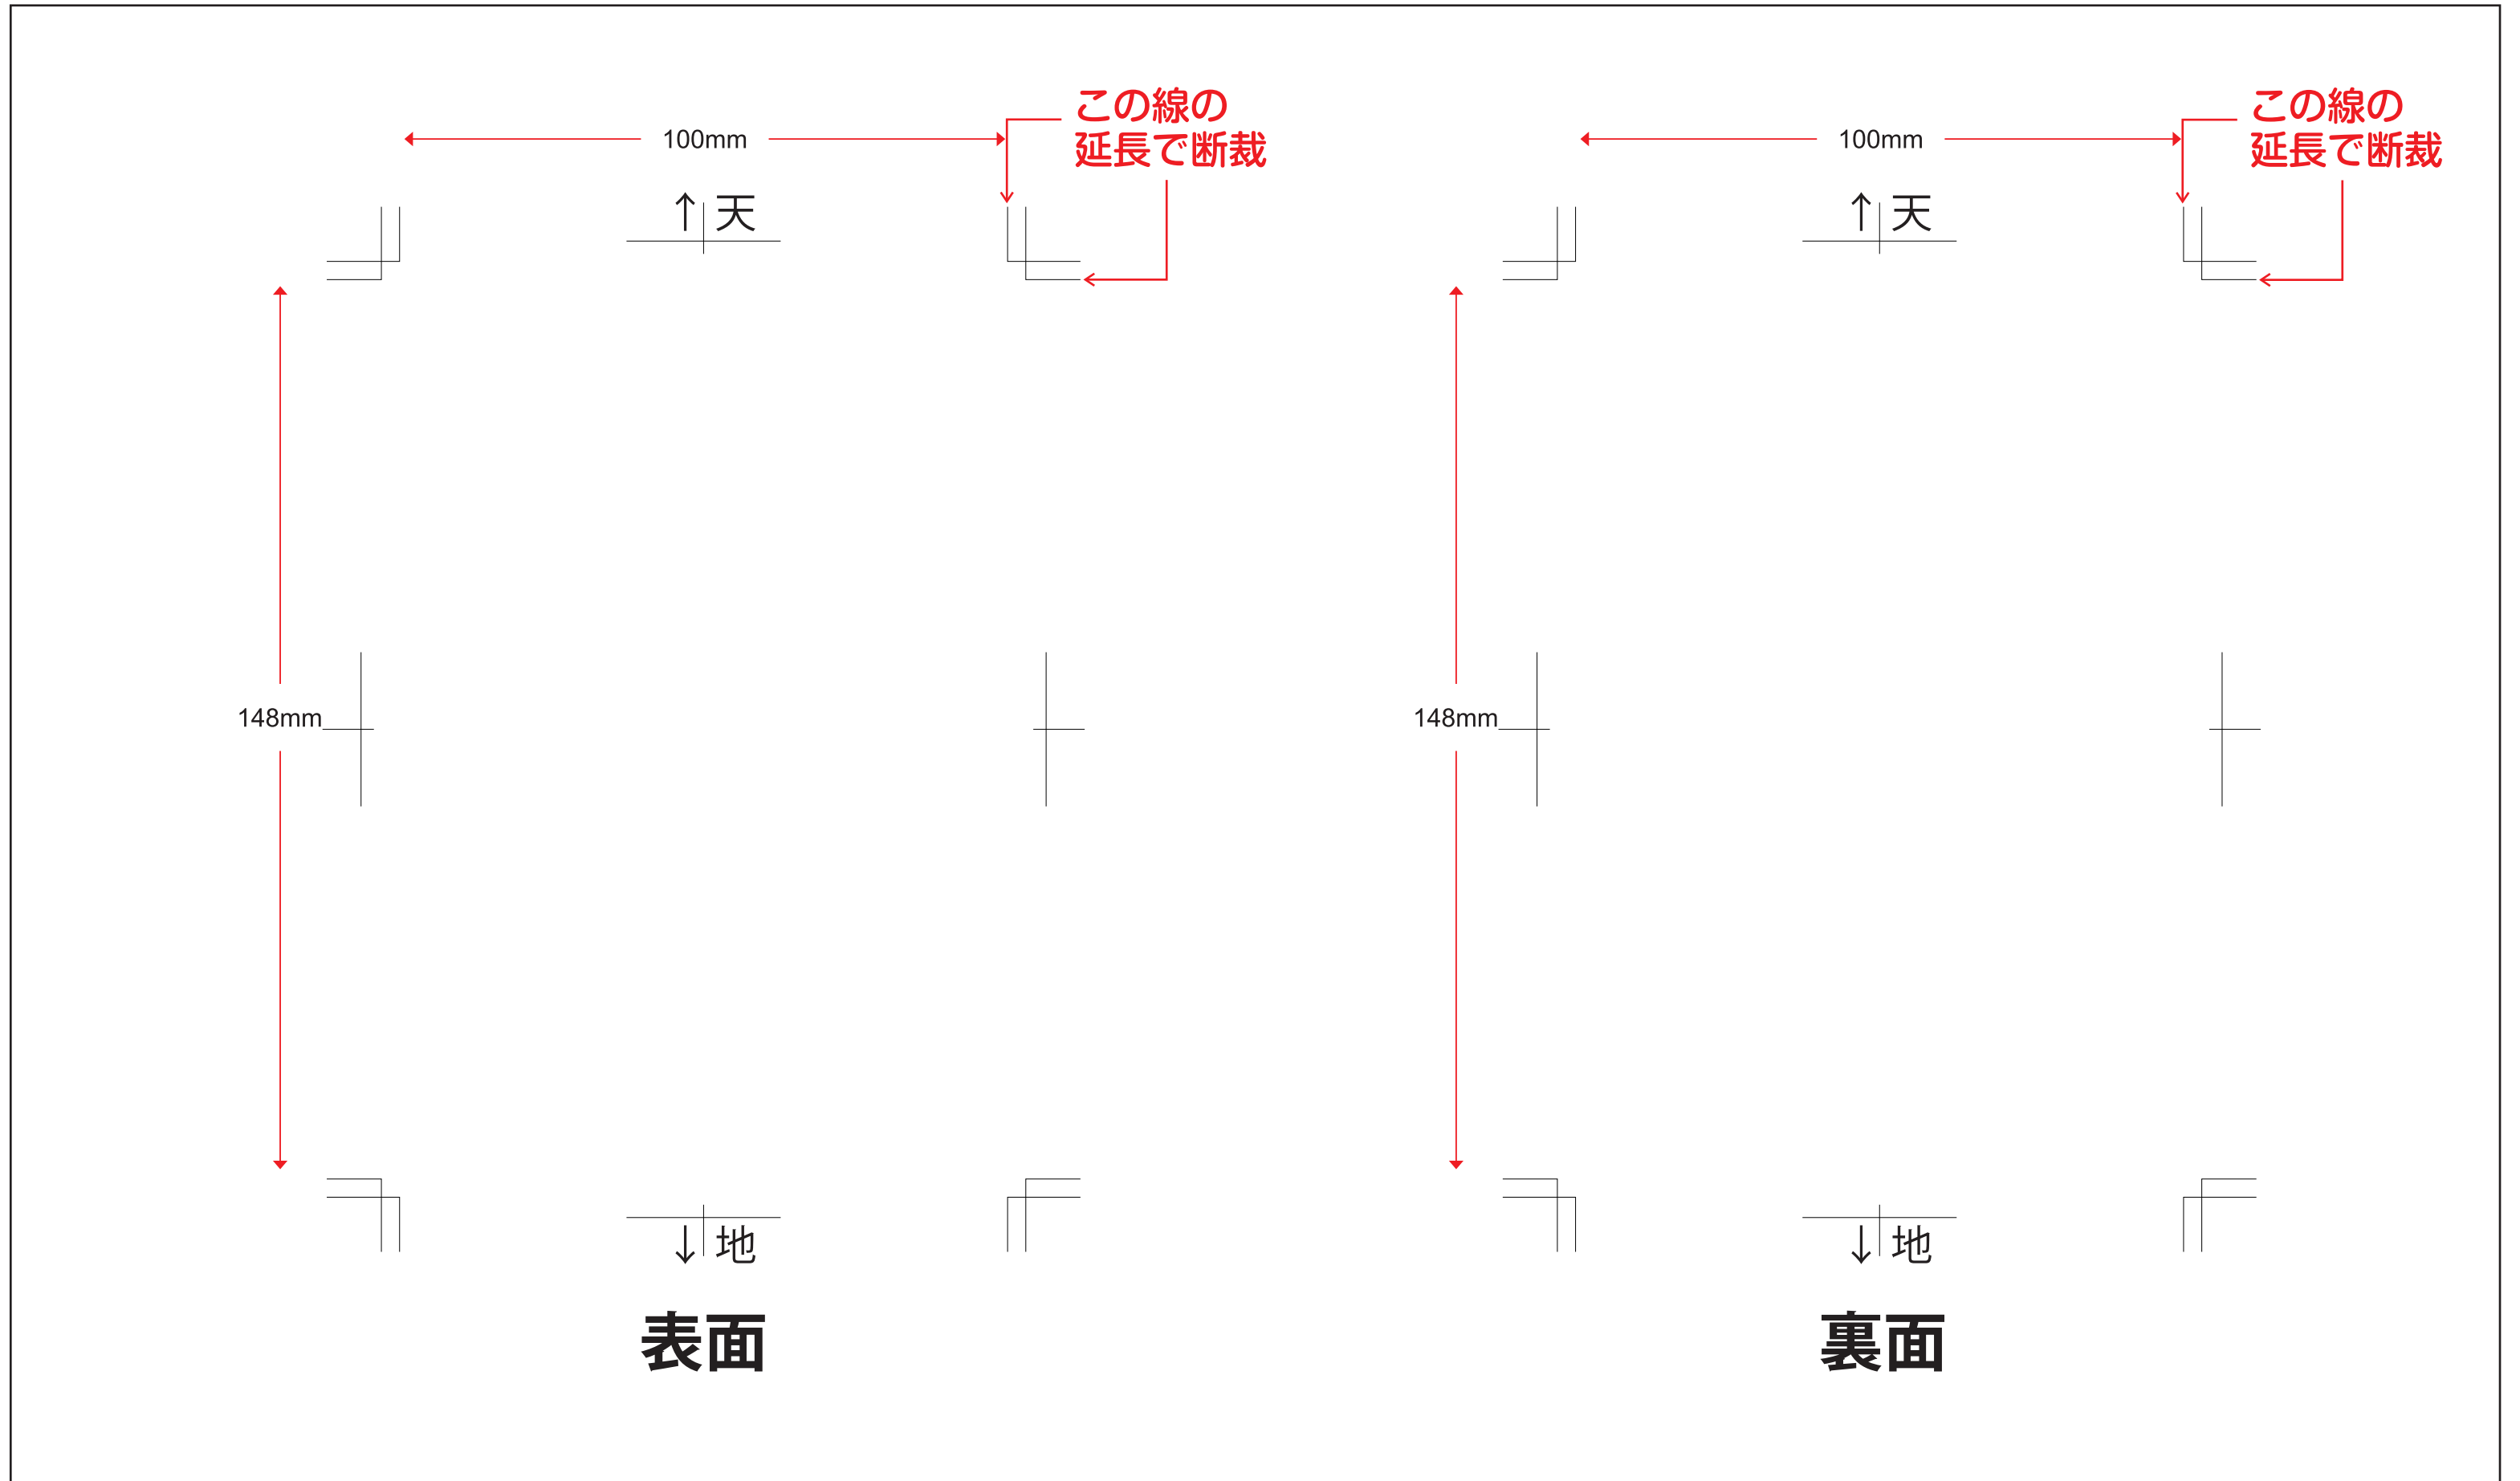 100mm
この線の
延長で断裁
↑天
148mm
↓地
表面
100mm
この線の
延長で断裁
↑天
148mm
↓地
裏面